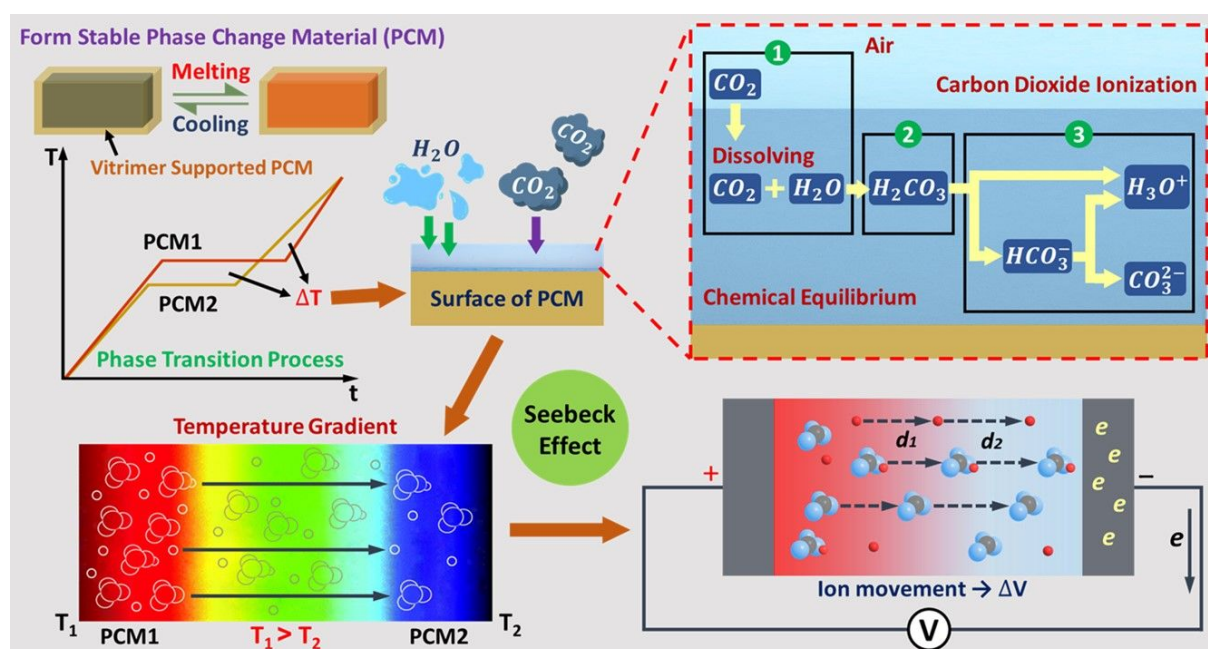 Form Stable Phase Change Material (PCM)
Melting
Cooling
Vitrimer Supported PCM
T
PCM1
PCM2
ΔT
Phase Transition Process
t
H₂O
CO₂
CO₂
Surface of PCM
1
Air
CO₂
Carbon Dioxide Ionization
Dissolving
CO₂ + H₂O
2
H₂CO₃
3
H₃O⁺
HCO₃⁻
CO₃²⁻
Chemical Equilibrium
Temperature Gradient
T₁
PCM1
T₁ > T₂
PCM2
T₂
Seebeck
Effect
+
d₁
d₂
e
e
e
e
e
−
e
Ion movement → ΔV
V